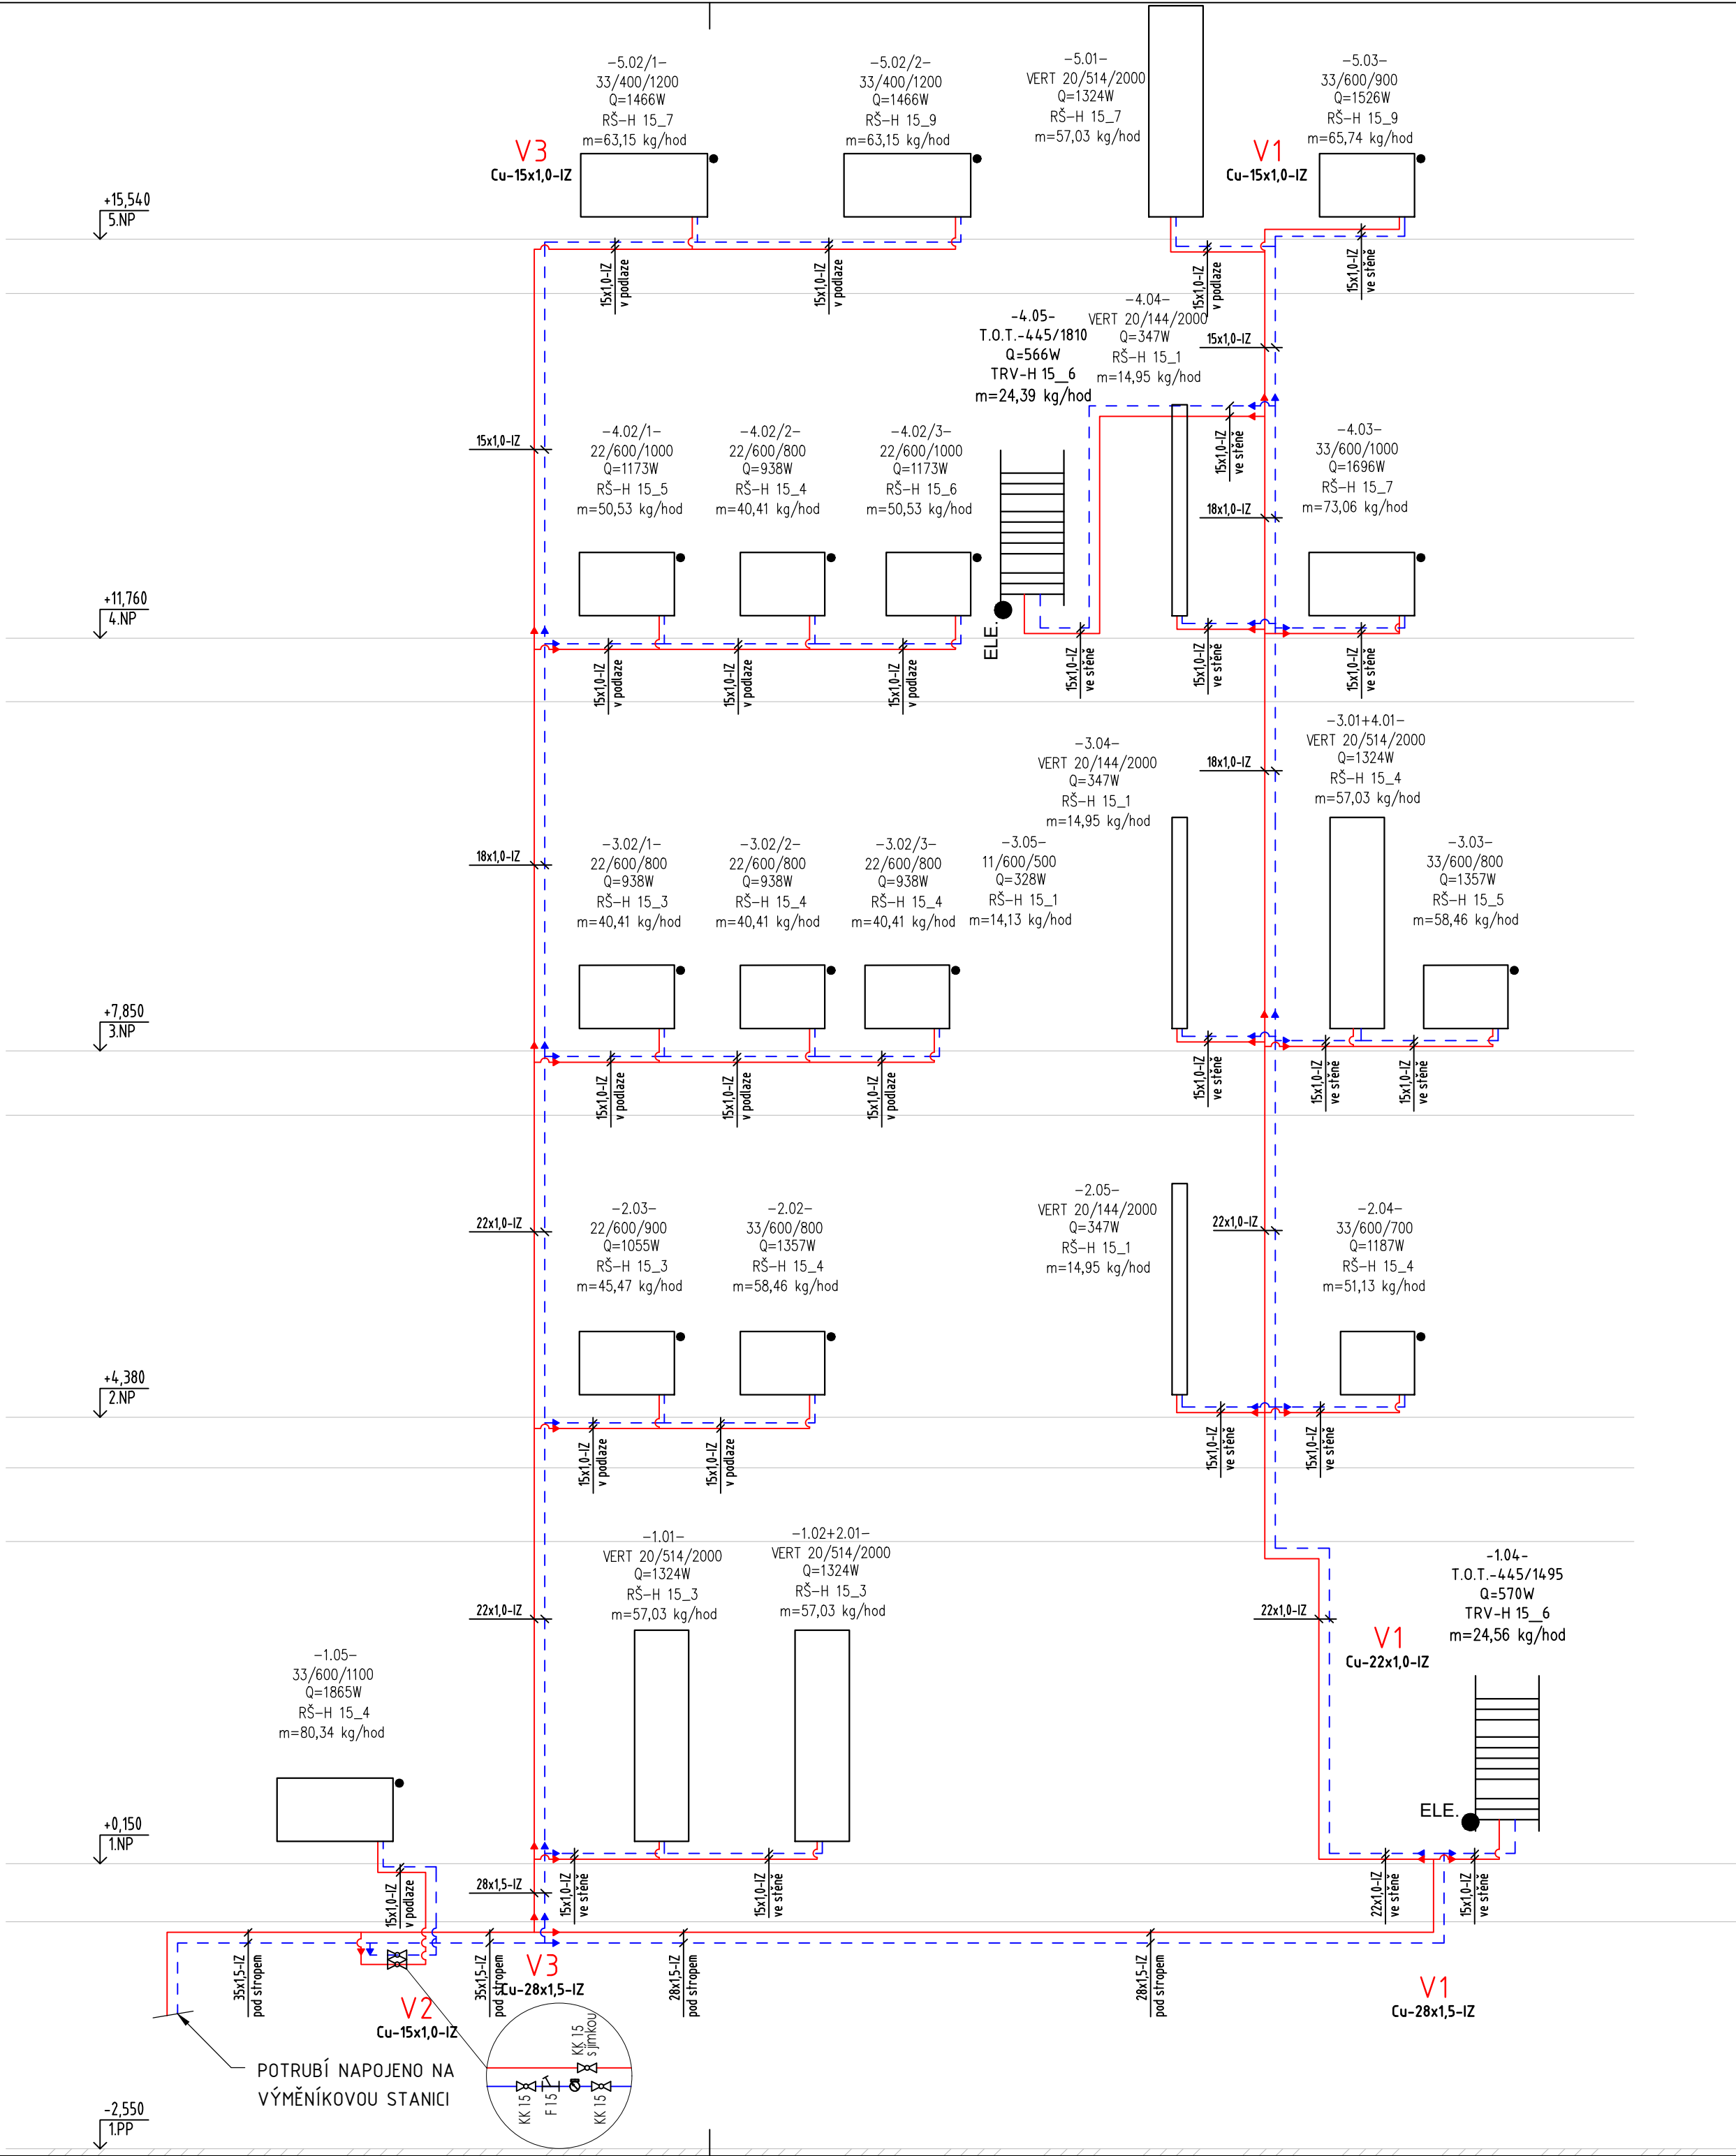 -5.02/1-
33/400/1200
Q=1466W
RŠ-H 15_7
m=63,15 kg/hod
-5.02/2-
33/400/1200
Q=1466W
RŠ-H 15_9
m=63,15 kg/hod
-5.01-
VERT 20/514/2000
Q=1324W
RŠ-H 15_7
m=57,03 kg/hod
-5.03-
33/600/900
Q=1526W
RŠ-H 15_9
m=65,74 kg/hod
V3
Cu-15x1,0-IZ
V1
Cu-15x1,0-IZ
+15,540
5.NP
15x1,0-IZ
v podlaze
15x1,0-IZ
v podlaze
15x1,0-IZ
v podlaze
15x1,0-IZ
ve stěně
-4.05-
T.O.T.-445/1810
Q=566W
TRV-H 15__6
m=24,39 kg/hod
-4.04-
VERT 20/144/2000
Q=347W
RŠ-H 15_1
m=14,95 kg/hod
15x1,0-IZ
15x1,0-IZ
-4.02/1-
22/600/1000
Q=1173W
RŠ-H 15_5
m=50,53 kg/hod
-4.02/2-
22/600/800
Q=938W
RŠ-H 15_4
m=40,41 kg/hod
-4.02/3-
22/600/1000
Q=1173W
RŠ-H 15_6
m=50,53 kg/hod
15x1,0-IZ
ve stěně
18x1,0-IZ
-4.03-
33/600/1000
Q=1696W
RŠ-H 15_7
m=73,06 kg/hod
+11,760
4.NP
ELE.
15x1,0-IZ
v podlaze
15x1,0-IZ
v podlaze
15x1,0-IZ
v podlaze
15x1,0-IZ
ve stěně
15x1,0-IZ
ve stěně
15x1,0-IZ
ve stěně
-3.04-
VERT 20/144/2000
Q=347W
RŠ-H 15_1
m=14,95 kg/hod
18x1,0-IZ
-3.01+4.01-
VERT 20/514/2000
Q=1324W
RŠ-H 15_4
m=57,03 kg/hod
18x1,0-IZ
-3.02/1-
22/600/800
Q=938W
RŠ-H 15_3
m=40,41 kg/hod
-3.02/2-
22/600/800
Q=938W
RŠ-H 15_4
m=40,41 kg/hod
-3.02/3-
22/600/800
Q=938W
RŠ-H 15_4
m=40,41 kg/hod
-3.05-
11/600/500
Q=328W
RŠ-H 15_1
m=14,13 kg/hod
-3.03-
33/600/800
Q=1357W
RŠ-H 15_5
m=58,46 kg/hod
+7,850
3.NP
15x1,0-IZ
v podlaze
15x1,0-IZ
v podlaze
15x1,0-IZ
v podlaze
15x1,0-IZ
ve stěně
15x1,0-IZ
ve stěně
15x1,0-IZ
ve stěně
22x1,0-IZ
-2.03-
22/600/900
Q=1055W
RŠ-H 15_3
m=45,47 kg/hod
-2.02-
33/600/800
Q=1357W
RŠ-H 15_4
m=58,46 kg/hod
-2.05-
VERT 20/144/2000
Q=347W
RŠ-H 15_1
m=14,95 kg/hod
22x1,0-IZ
-2.04-
33/600/700
Q=1187W
RŠ-H 15_4
m=51,13 kg/hod
+4,380
2.NP
15x1,0-IZ
v podlaze
15x1,0-IZ
v podlaze
15x1,0-IZ
ve stěně
15x1,0-IZ
ve stěně
22x1,0-IZ
-1.01-
VERT 20/514/2000
Q=1324W
RŠ-H 15_3
m=57,03 kg/hod
-1.02+2.01-
VERT 20/514/2000
Q=1324W
RŠ-H 15_3
m=57,03 kg/hod
22x1,0-IZ
V1
Cu-22x1,0-IZ
-1.04-
T.O.T.-445/1495
Q=570W
TRV-H 15__6
m=24,56 kg/hod
-1.05-
33/600/1100
Q=1865W
RŠ-H 15_4
m=80,34 kg/hod
ELE.
+0,150
1.NP
15x1,0-IZ
v podlaze
28x1,5-IZ
15x1,0-IZ
ve stěně
15x1,0-IZ
ve stěně
22x1,0-IZ
ve stěně
15x1,0-IZ
ve stěně
35x1,5-IZ
pod stropem
35x1,5-IZ
pod stropem
28x1,5-IZ
pod stropem
28x1,5-IZ
pod stropem
V3
Cu-28x1,5-IZ
V2
Cu-15x1,0-IZ
V1
Cu-28x1,5-IZ
POTRUBÍ NAPOJENO NA
VÝMĚNÍKOVOU STANICI
KK 15
s jímkou
KK 15
F15
KK 15
-2,550
1.PP